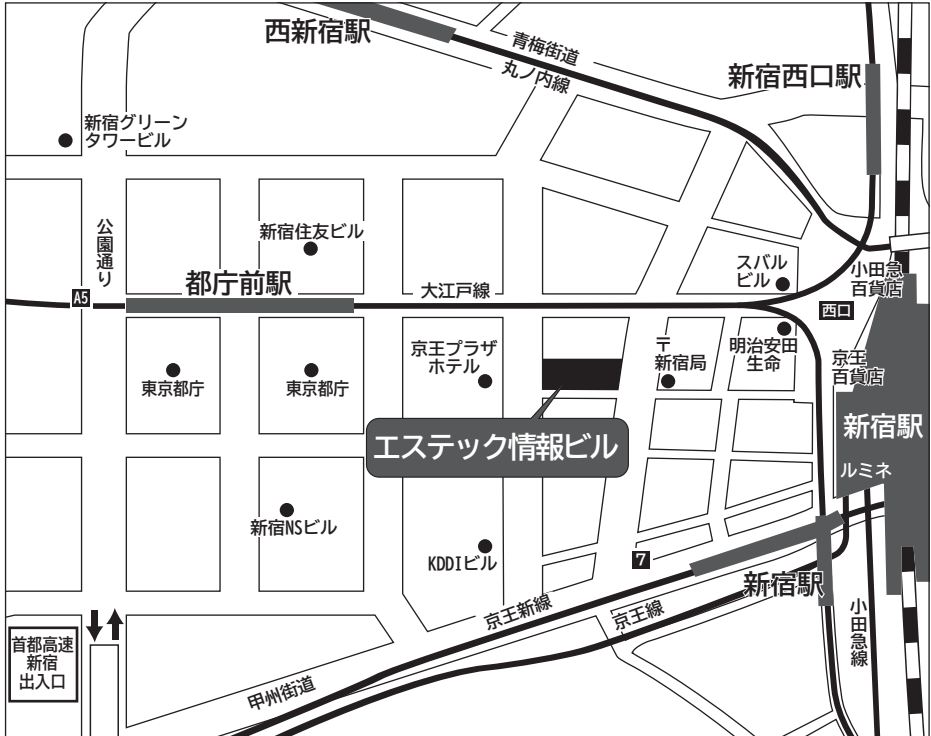 西新宿駅
青梅街道
丸ノ内線
新宿西口駅
新宿グリーン
タワービル
公園通り
新宿住友ビル
スバル
ビル
小田急
百貨店
都庁前駅
A5
大江戸線
西口
京王プラザ
ホテル
〒
新宿局
明治安田
生命
京王
百貨店
東京都庁
東京都庁
エステック情報ビル
新宿駅
ルミネ
新宿NSビル
KDDIビル
7
新宿駅
京王新線
京王線
小田急線
首都高速
新宿
出入口
甲州街道